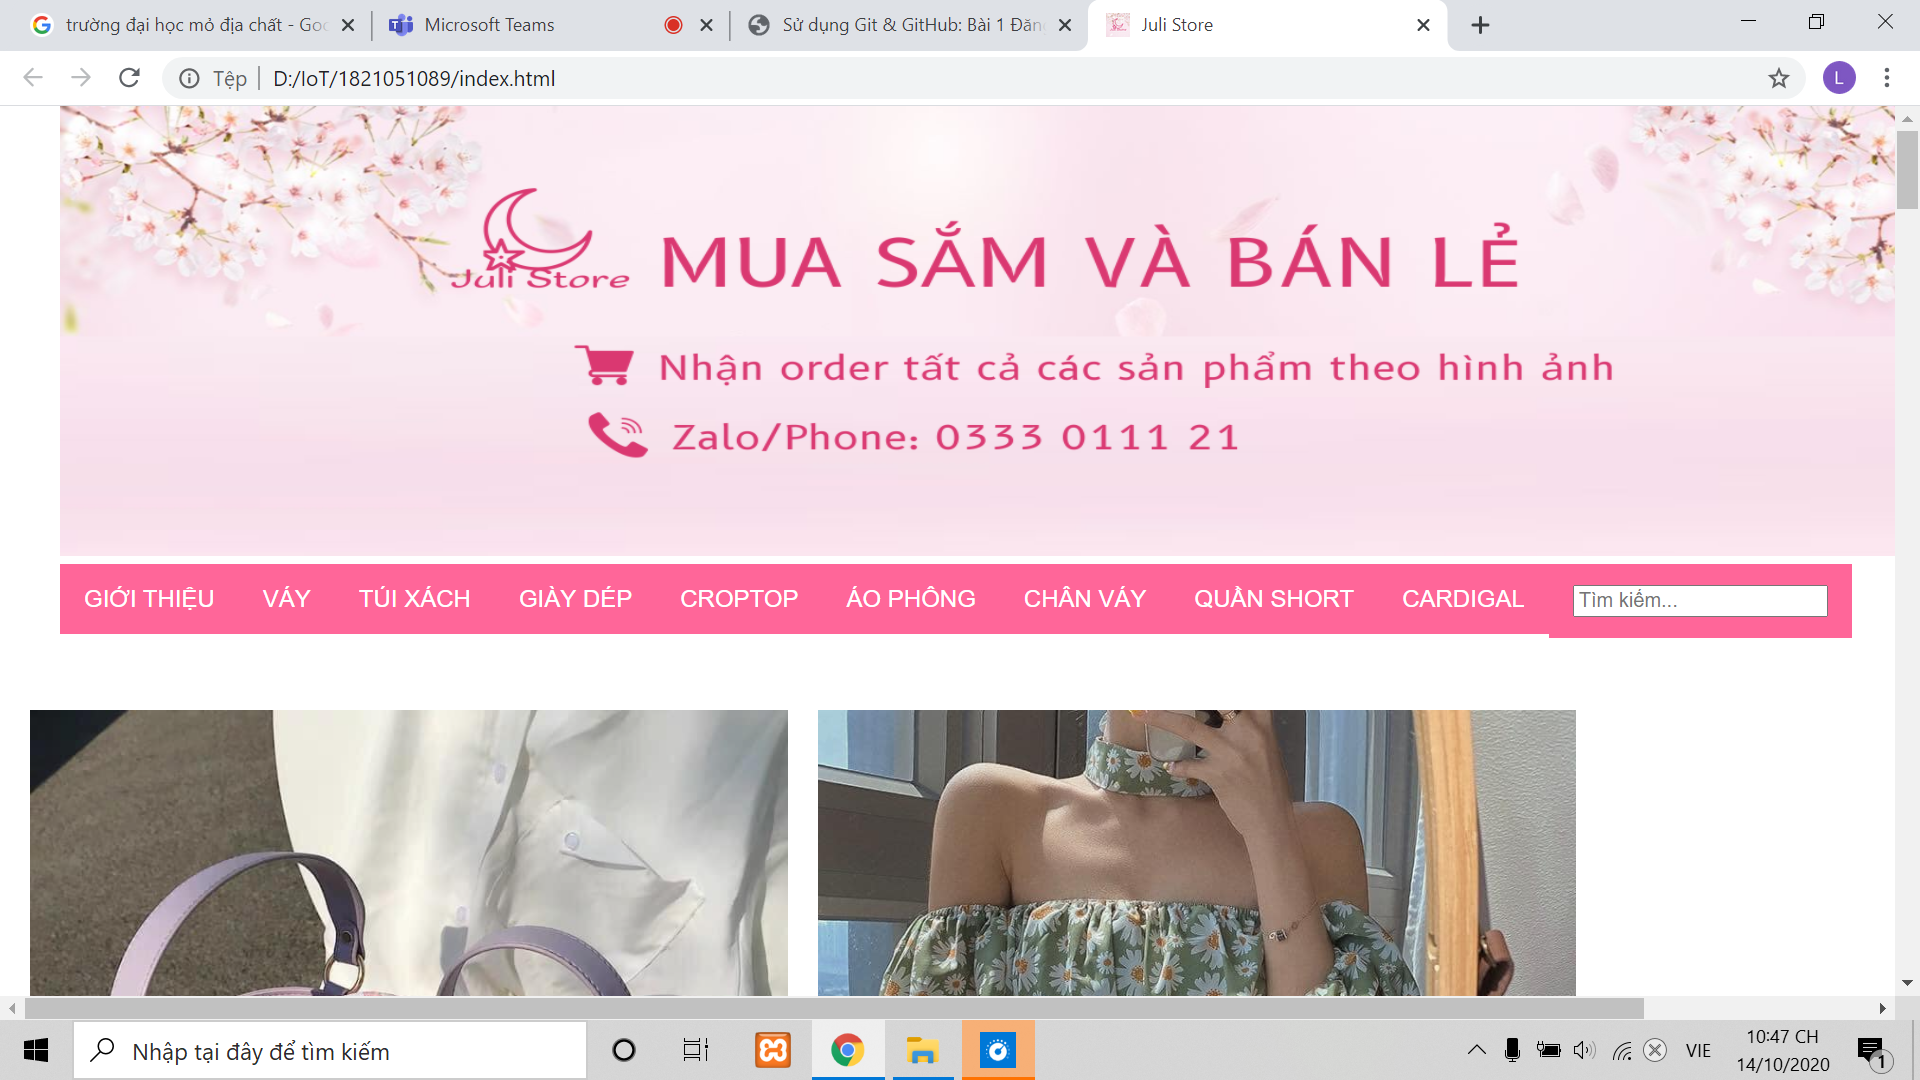 trường đại học mỏ địa chất - Goo
Microsoft Teams
Sử dụng Git & GitHub: Bài 1 Đăng
Juli Store
Tệp
D:/IoT/1821051089/index.html
L
Juli Store
MUA SẮM VÀ BÁN LẺ
Nhận order tất cả các sản phẩm theo hình ảnh
Zalo/Phone: 0333 0111 21
GIỚI THIỆU VÁY TÚI XÁCH GIÀY DÉP CROPTOP ÁO PHÔNG CHÂN VÁY QUẦN SHORT CARDIGAL Tìm kiếm...
Nhập tại đây để tìm kiếm
VIE
10:47 CH
14/10/2020
1